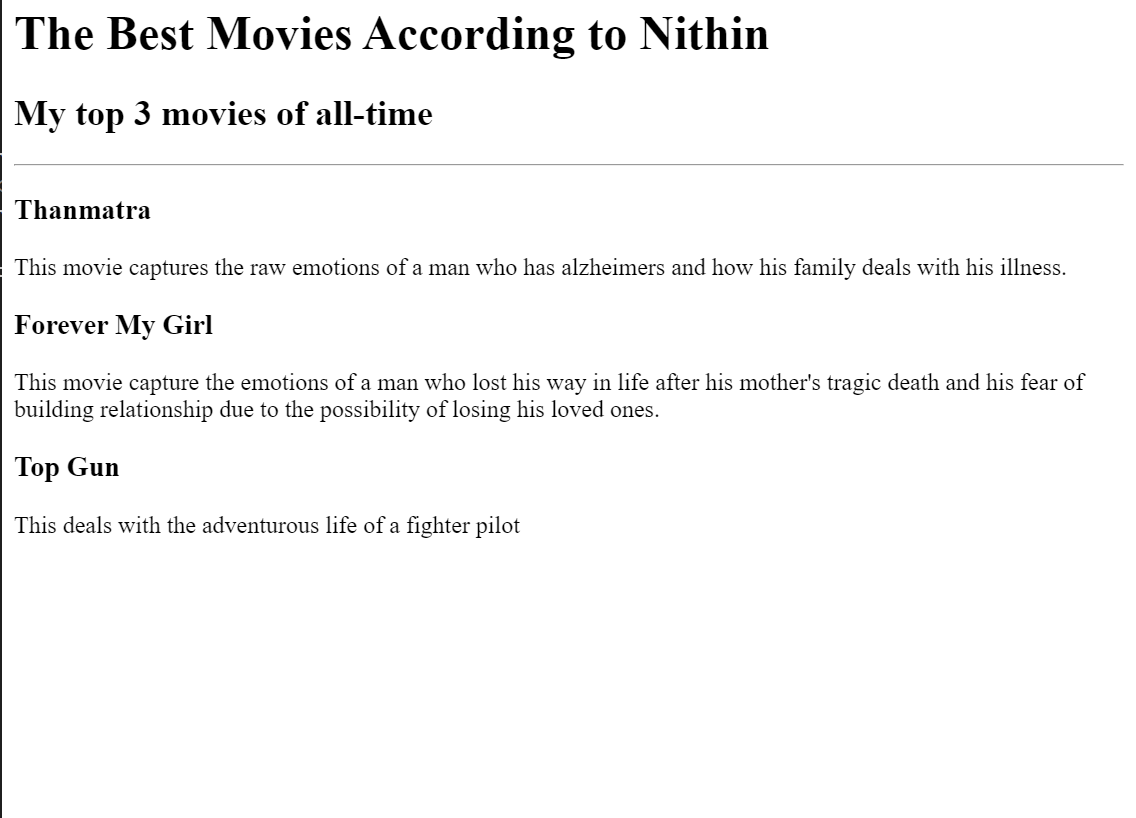 The Best Movies According to Nithin
My top 3 movies of all-time
Thanmatra
This movie captures the raw emotions of a man who has alzheimers and how his family deals with his illness.
Forever My Girl
This movie capture the emotions of a man who lost his way in life after his mother's tragic death and his fear of
building relationship due to the possibility of losing his loved ones.
Top Gun
This deals with the adventurous life of a fighter pilot